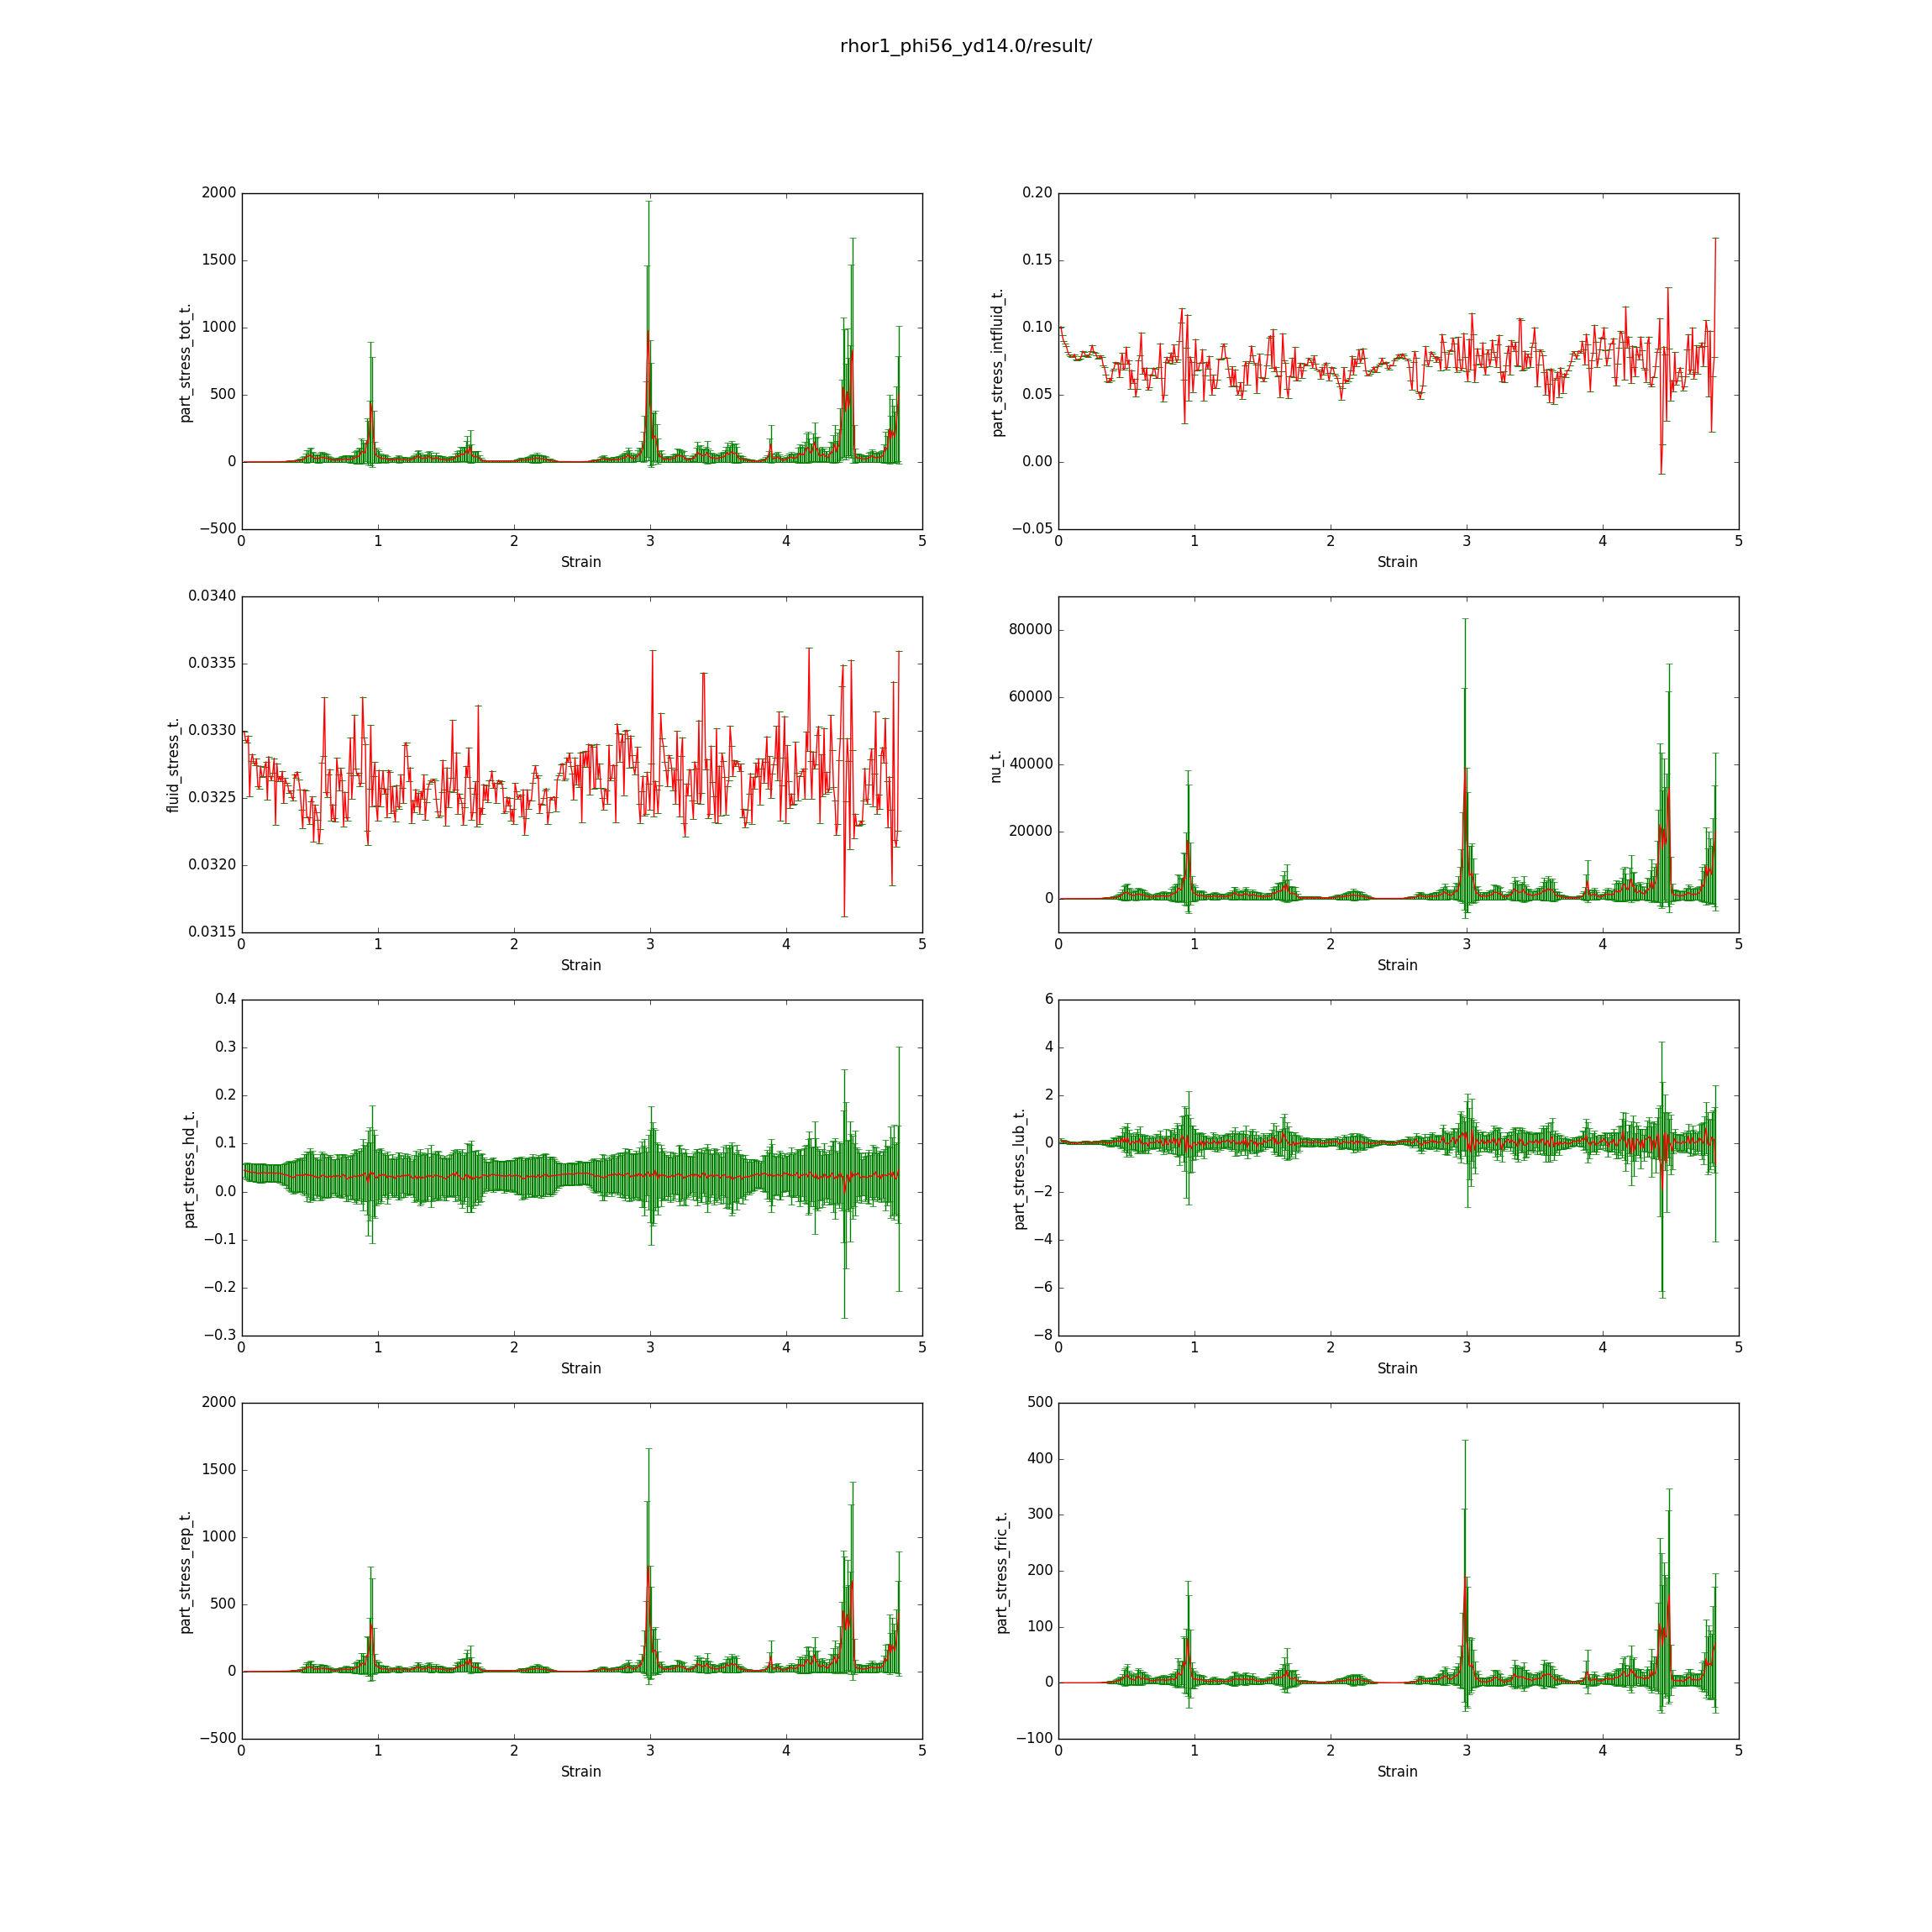 rhor1_phi56_yd14.0/result/
2000
1500
1000
500
0
−500
part_stress_tot_t.
0 1 2 3 4 5
Strain
0.20
0.15
0.10
0.05
0.00
−0.05
part_stress_intfluid_t.
0 1 2 3 4 5
Strain
0.0340
0.0335
0.0330
0.0325
0.0320
0.0315
fluid_stress_t.
0 1 2 3 4 5
Strain
80000
60000
40000
20000
0
nu_t.
0 1 2 3 4 5
Strain
0.4
0.3
0.2
0.1
0.0
−0.1
−0.2
−0.3
part_stress_hd_t.
0 1 2 3 4 5
Strain
6
4
2
0
−2
−4
−6
−8
part_stress_lub_t.
0 1 2 3 4 5
Strain
2000
1500
1000
500
0
−500
part_stress_rep_t.
0 1 2 3 4 5
Strain
500
400
300
200
100
0
−100
part_stress_fric_t.
0 1 2 3 4 5
Strain